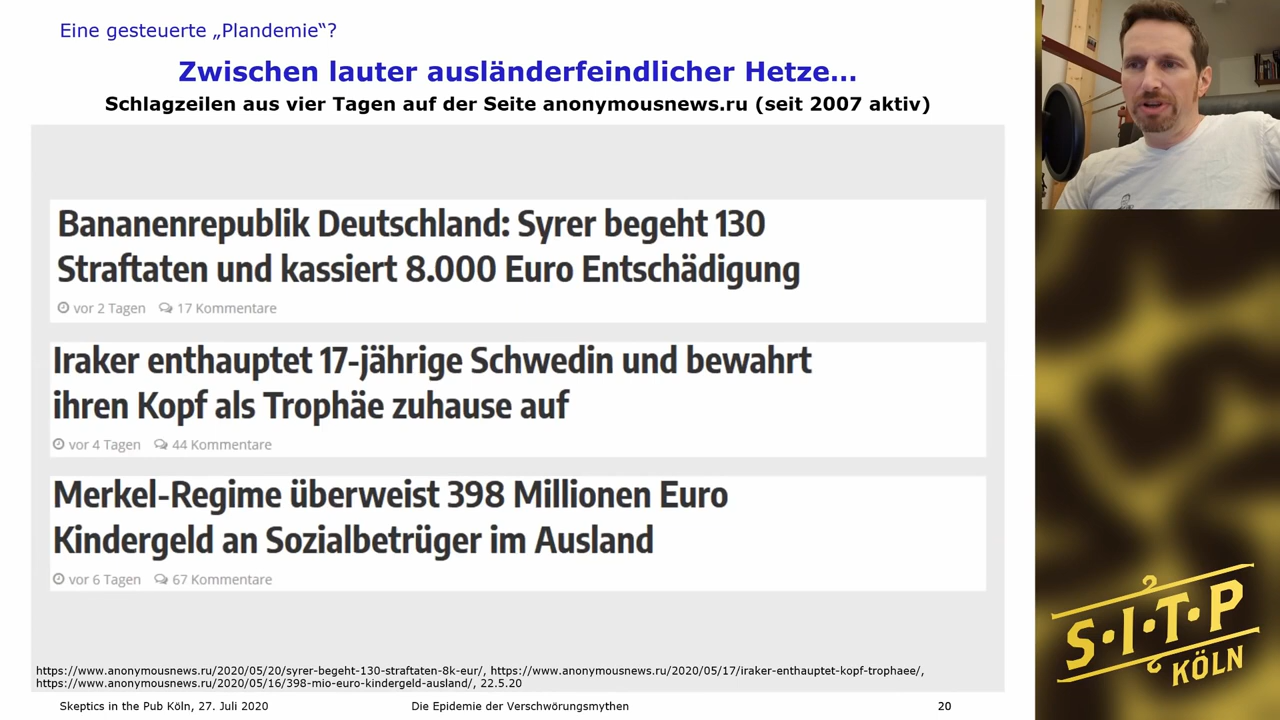 Eine gesteuerte „Plandemie“?
Zwischen lauter ausländerfeindlicher Hetze...
Schlagzeilen aus vier Tagen auf der Seite anonymousnews.ru (seit 2007 aktiv)
Bananenrepublik Deutschland: Syrer begeht 130
Straftaten und kassiert 8.000 Euro Entschädigung
vor 2 Tagen 17 Kommentare
Iraker enthauptet 17-jährige Schwedin und bewahrt
ihren Kopf als Trophäe zuhause auf
vor 4 Tagen 44 Kommentare
Merkel-Regime überweist 398 Millionen Euro
Kindergeld an Sozialbetrüger im Ausland
vor 6 Tagen 67 Kommentare
https://www.anonymousnews.ru/2020/05/20/syrer-begeht-130-straftaten-8k-eur/, https://www.anonymousnews.ru/2020/05/17/iraker-enthauptet-kopf-trophaee/,
https://www.anonymousnews.ru/2020/05/16/398-mio-euro-kindergeld-ausland/, 22.5.20
Skeptics in the Pub Köln, 27. Juli 2020 Die Epidemie der Verschwörungsmythen 20
S·I·T·P
KÖLN